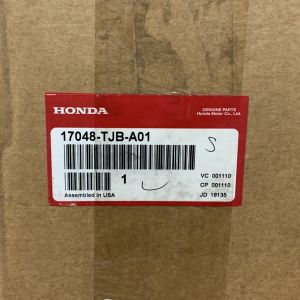 HONDA
GENUINE PARTS
Honda Motor Co., Ltd.
17048-TJB-A01
S
1
VC 001110
CP 001110
Assembled in USA
JD 18135